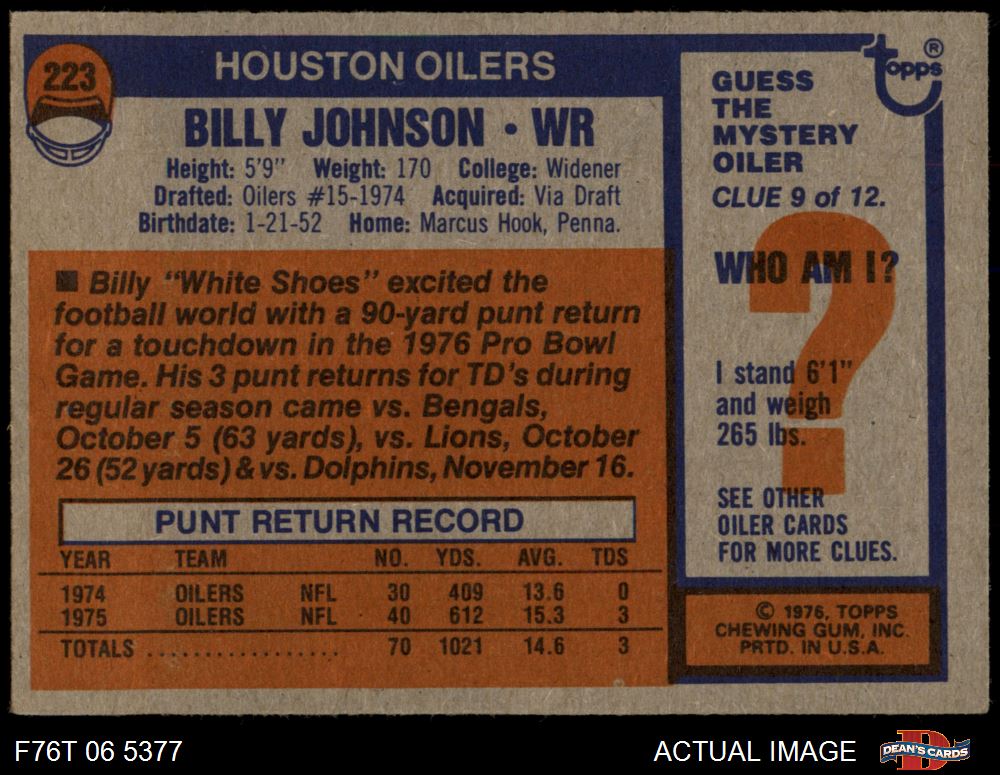 223
HOUSTON OILERS
BILLY JOHNSON • WR
Height: 5'9" Weight: 170 College: Widener
Drafted: Oilers #15-1974 Acquired: Via Draft
Birthdate: 1-21-52 Home: Marcus Hook, Penna.
■ Billy "White Shoes" excited the
football world with a 90-yard punt return
for a touchdown in the 1976 Pro Bowl
Game. His 3 punt returns for TD's during
regular season came vs. Bengals,
October 5 (63 yards), vs. Lions, October
26 (52 yards) & vs. Dolphins, November 16.
PUNT RETURN RECORD
YEAR TEAM NO. YDS. AVG. TDS
1974 OILERS NFL 30 409 13.6 0
1975 OILERS NFL 40 612 15.3 3
TOTALS ................. 70 1021 14.6 3
topps ®
GUESS
THE
MYSTERY
OILER
CLUE 9 of 12.
WHO AM I?
?
I stand 6'1"
and weigh
265 lbs.
SEE OTHER
OILER CARDS
FOR MORE CLUES.
© 1976, TOPPS
CHEWING GUM, INC.
PRTD. IN U.S.A.
F76T 06 5377
ACTUAL IMAGE
DEAN'S CARDS